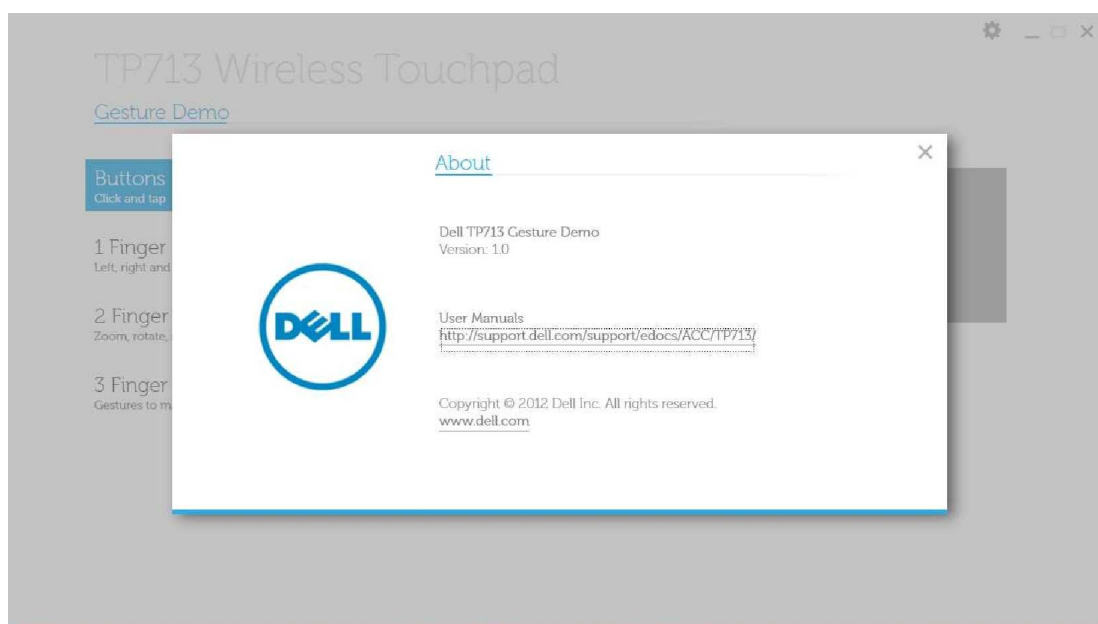 TP713 Wireless Touchpad
Gesture Demo
Buttons
Click and tap
1 Finger
Left, right and
2 Finger
Zoom, rotate,
3 Finger
Gestures to m
About
Dell TP713 Gesture Demo
Version: 1.0
DELL
User Manuals
http://support.dell.com/support/edocs/ACC/TP713/
Copyright © 2012 Dell Inc. All rights reserved.
www.dell.com